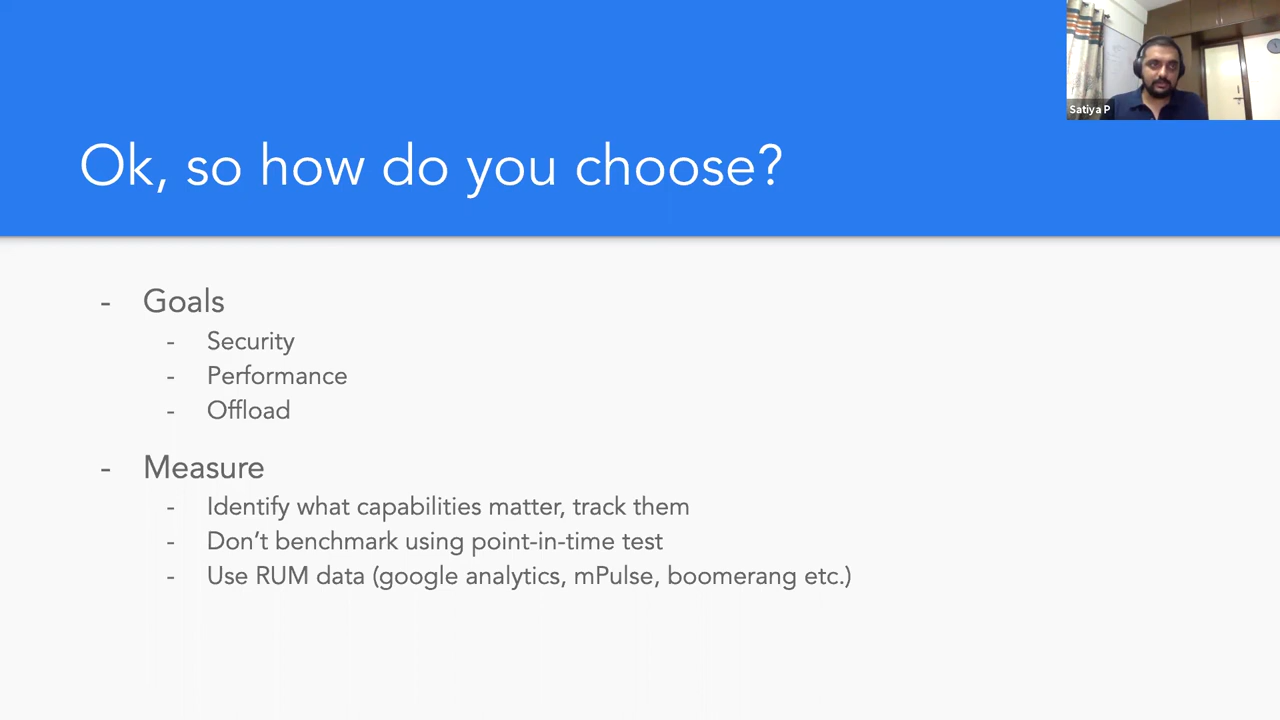 Satiya P
Ok, so how do you choose?
- Goals
- Security
- Performance
- Offload
- Measure
- Identify what capabilities matter, track them
- Don’t benchmark using point-in-time test
- Use RUM data (google analytics, mPulse, boomerang etc.)